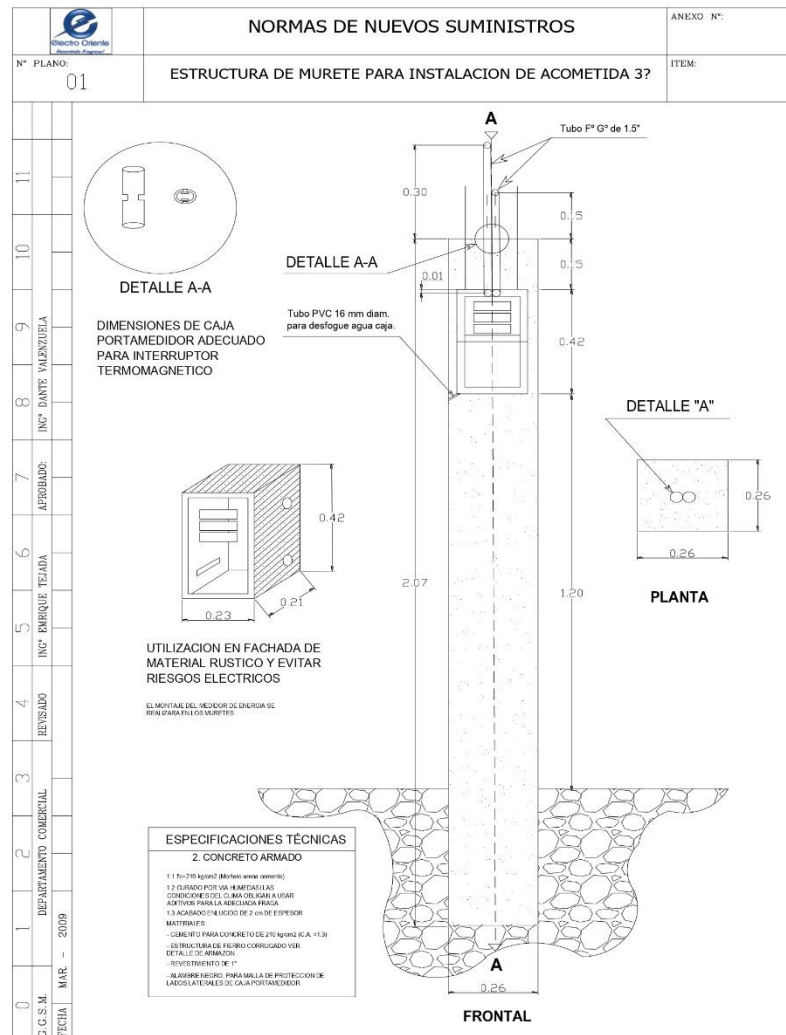 Electro Oriente
NORMAS DE NUEVOS SUMINISTROS
ANEXO N°:
N° PLANO:
01
ESTRUCTURA DE MURETE PARA INSTALACION DE ACOMETIDA 3?
ITEM:
A
Tubo F° G° de 1.5"
0.30
0.15
DETALLE A-A
0.15
0.01
DETALLE A-A
Tubo PVC 16 mm diam.
para desfogue agua caja.
0.42
DIMENSIONES DE CAJA
PORTAMEDIDOR ADECUADO
PARA INTERRUPTOR
TERMOMAGNETICO
DETALLE "A"
0.26
0.26
PLANTA
0.42
0.21
0.23
2.07
1.20
UTILIZACION EN FACHADA DE
MATERIAL RUSTICO Y EVITAR
RIESGOS ELECTRICOS
EL MONTAJE DEL MEDIDOR DE ENERGIA SE
REALIZARA EN LOS MURETES
ESPECIFICACIONES TÉCNICAS
2. CONCRETO ARMADO
1.1 f'c=210 kg/cm2 (Mortero arena cemento)
1.2 CURADO POR VIA HUMEDAS/LAS
CONDICIONES DEL CLIMA OBLIGAN A USAR
ADITIVOS PARA LA ADECUADA FRAGA
1.3 ACABADO ENLUCIDO DE 2 cm DE ESPESOR
MATERIALES
- CEMENTO PARA CONCRETO DE 210 kg/cm2 (C.A. =1.3)
- ESTRUCTURA DE FIERRO CORRUGADO VER
DETALLE DE ARMAZON
- REVESTIMIENTO DE 1"
- ALAMBRE NEGRO, PARA MALLA DE PROTECCION DE
LADOS LATERALES DE CAJA PORTAMEDIDOR
A
0.26
FRONTAL
11
10
9
8
7
6
5
4
3
2
1
0
ING° DANTE VALENZUELA
APROBADO:
ING° EMRIQUE TEJADA
REVISADO
DEPARTAMENTO COMERCIAL
G.G.S.M.
FECHA MAR. - 2009